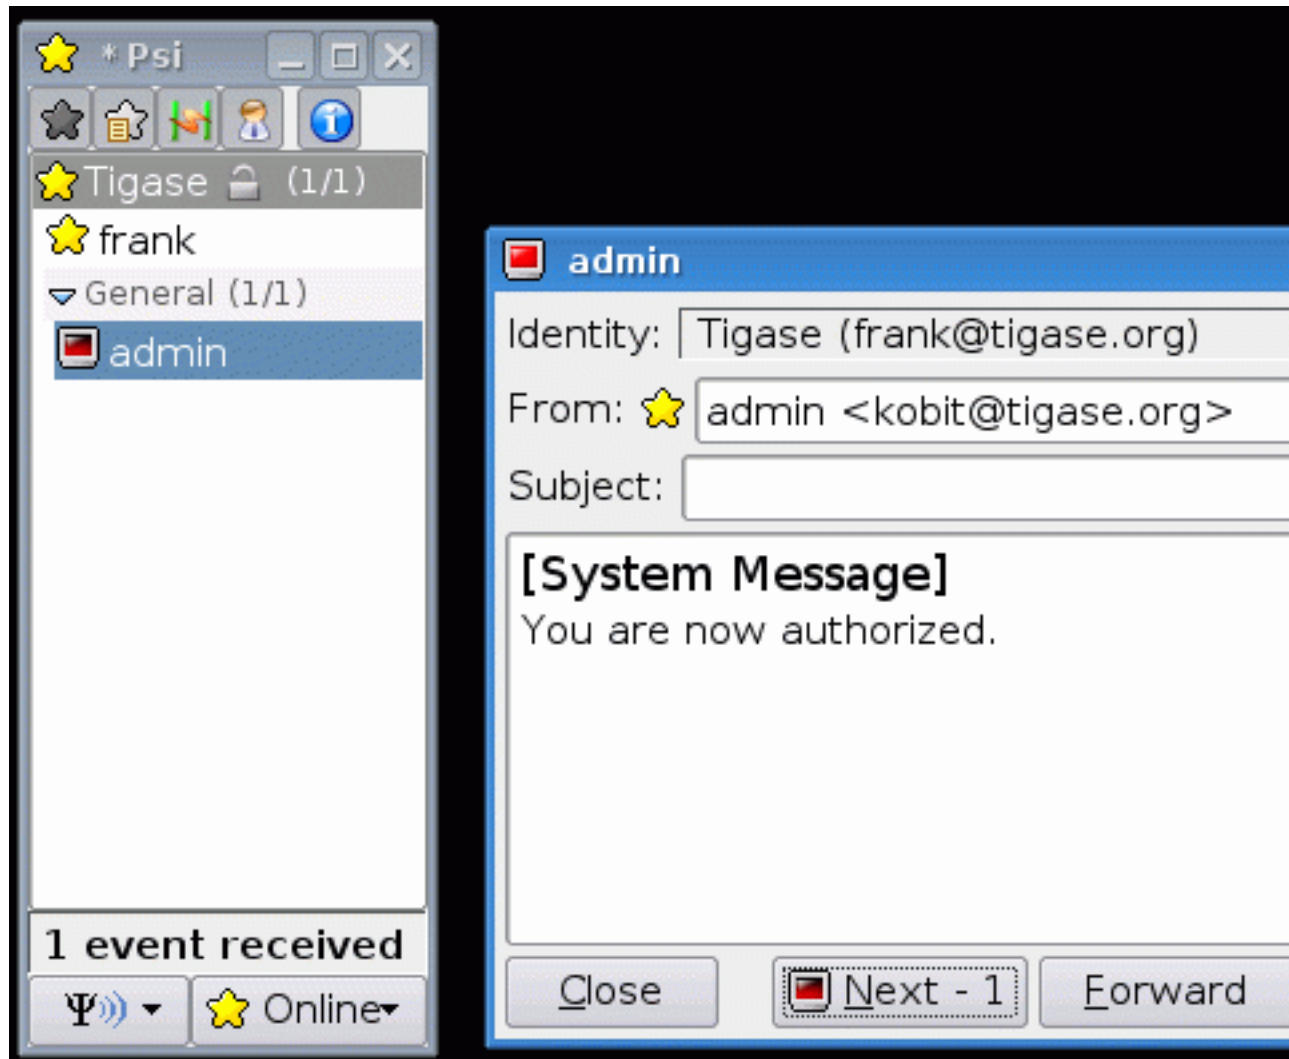 * Psi
Tigase (1/1)
frank
General (1/1)
admin
1 event received
Ψ
Online
admin
Identity: Tigase (frank@tigase.org)
From: admin <kobit@tigase.org>
Subject:
[System Message]
You are now authorized.
Close
Next - 1
Forward